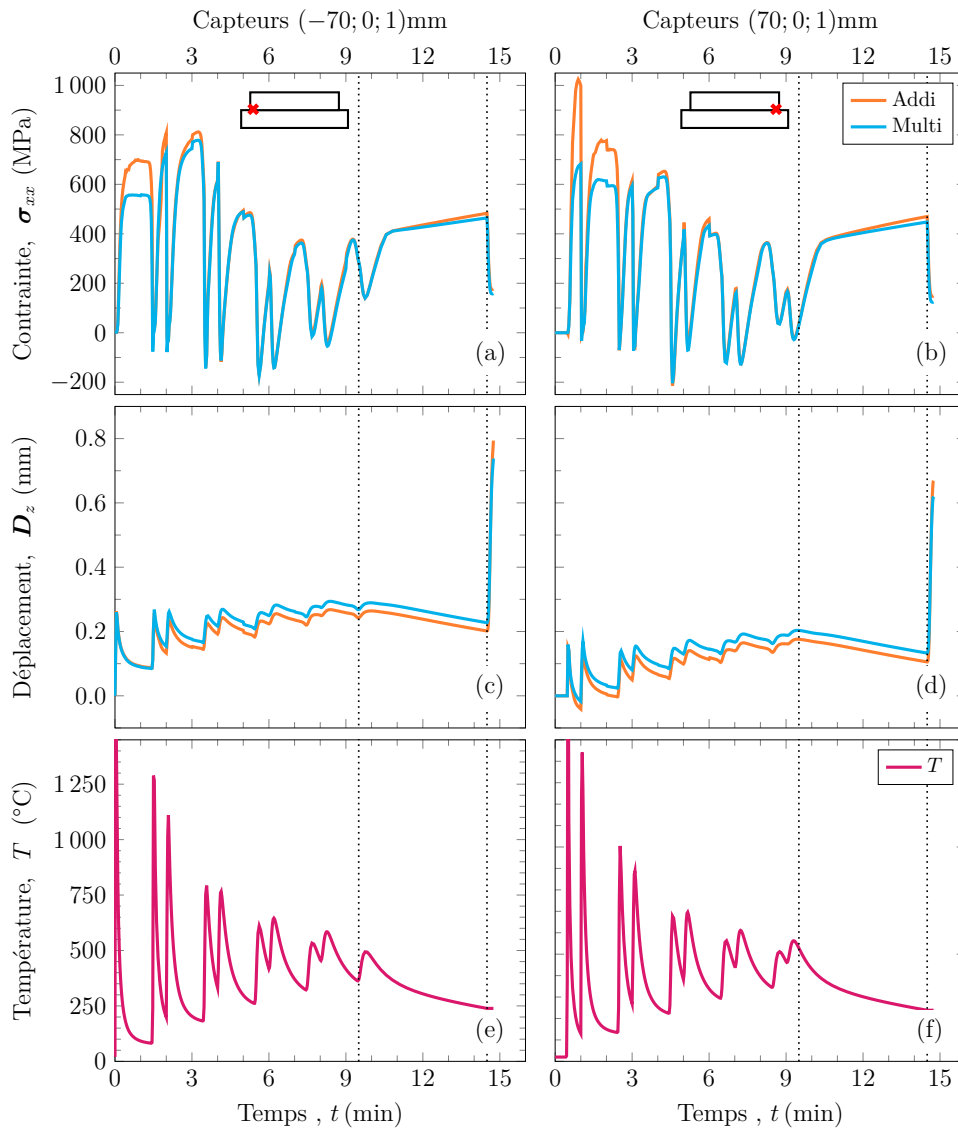 Capteurs (−70; 0; 1)mm
Capteurs (70; 0; 1)mm
0 3 6 9 12 15
0 3 6 9 12 15
Contrainte, σxx (MPa)
1 000
800
600
400
200
0
−200
Addi
Multi
(a)
(b)
Déplacement, Dz (mm)
0.8
0.6
0.4
0.2
0.0
(c)
(d)
Température, T (°C)
1 250
1 000
750
500
250
0
T
(e)
(f)
0 3 6 9 12 15
0 3 6 9 12 15
Temps , t (min)
Temps , t (min)